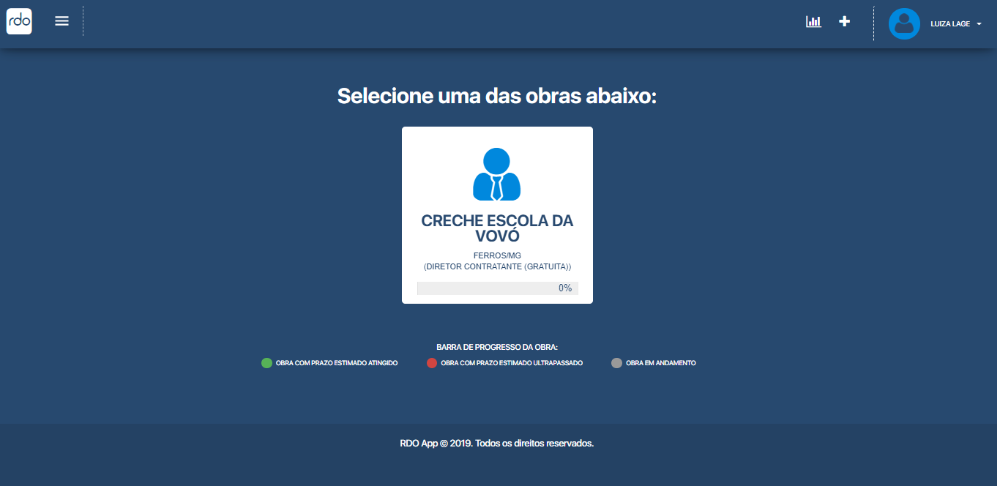 rdo
LUIZA LAGE
Selecione uma das obras abaixo:
CRECHE ESCOLA DA
VOVÓ
FERROS/MG
(DIRETOR CONTRATANTE (GRATUITA))
0%
BARRA DE PROGRESSO DA OBRA:
OBRA COM PRAZO ESTIMADO ATINGIDO
OBRA COM PRAZO ESTIMADO ULTRAPASSADO
OBRA EM ANDAMENTO
RDO App © 2019. Todos os direitos reservados.